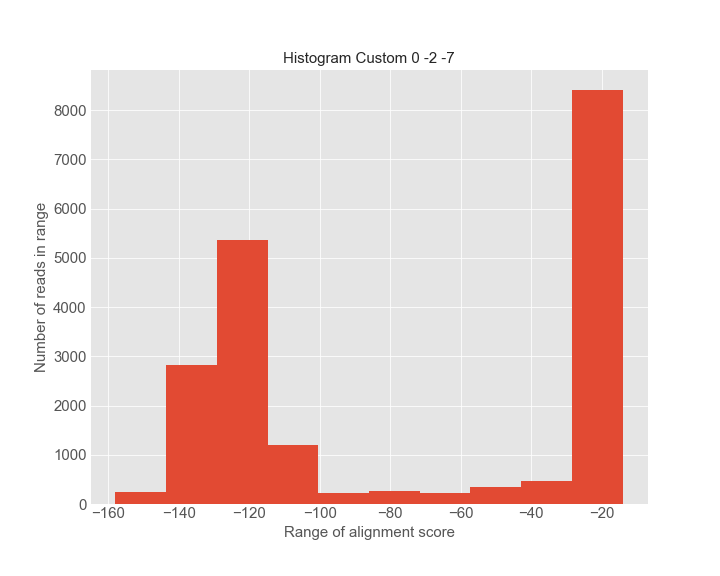 Histogram Custom 0 -2 -7
8000
7000
6000
5000
4000
3000
2000
1000
0
Number of reads in range
−160 −140 −120 −100 −80 −60 −40 −20
Range of alignment score